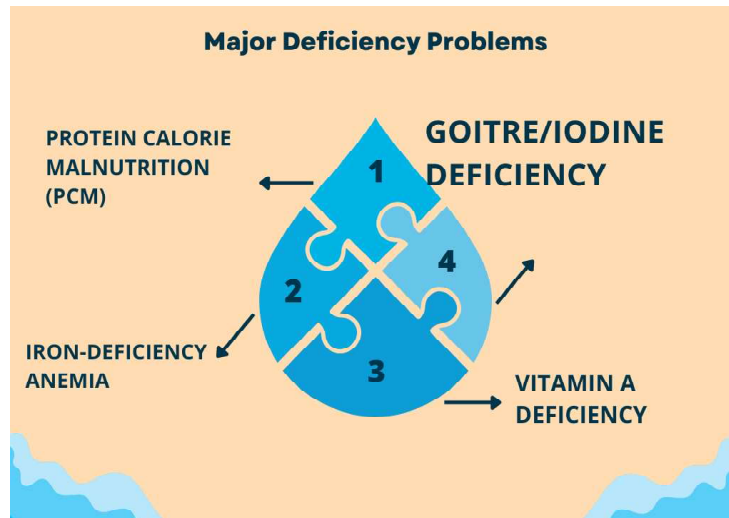 Major Deficiency Problems
PROTEIN CALORIE
MALNUTRITION
(PCM)
GOITRE/IODINE
DEFICIENCY
1
2
4
3
IRON-DEFICIENCY
ANEMIA
VITAMIN A
DEFICIENCY